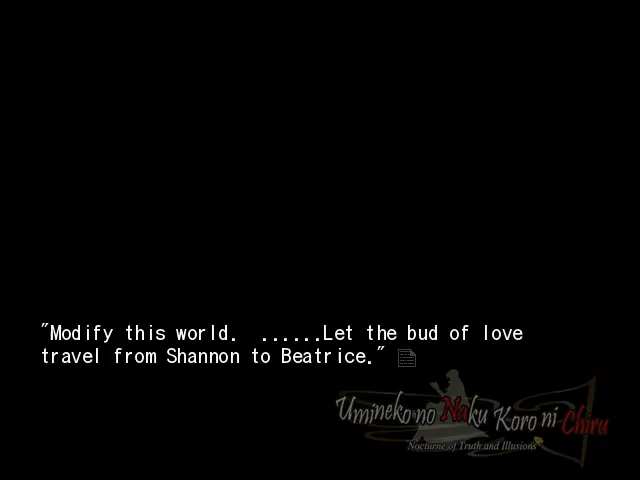 "Modify this world.  ......Let the bud of love
travel from Shannon to Beatrice."
Umineko no Naku Koro ni Chiru
Nocturne of Truth and Illusions